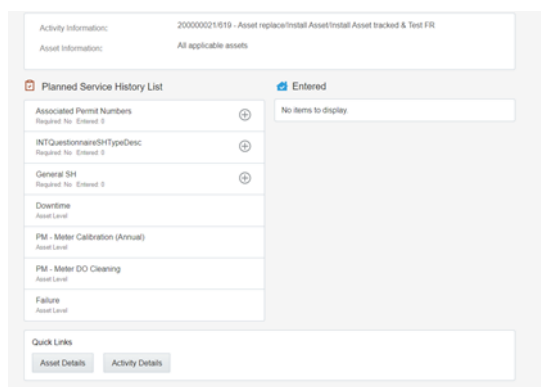 Activity Information: 200000021/619 - Asset replace/Install Asset/Install Asset tracked & Test FR
Asset Information: All applicable assets
Planned Service History List
Associated Permit Numbers
Required No Entered 0
INTQuestionnaireSHTypeDesc
Required No Entered 0
General SH
Required No Entered 0
Downtime
Asset Level
PM - Meter Calibration (Annual)
Asset Level
PM - Meter DO Cleaning
Asset Level
Failure
Asset Level
Entered
No items to display
Quick Links
Asset Details Activity Details